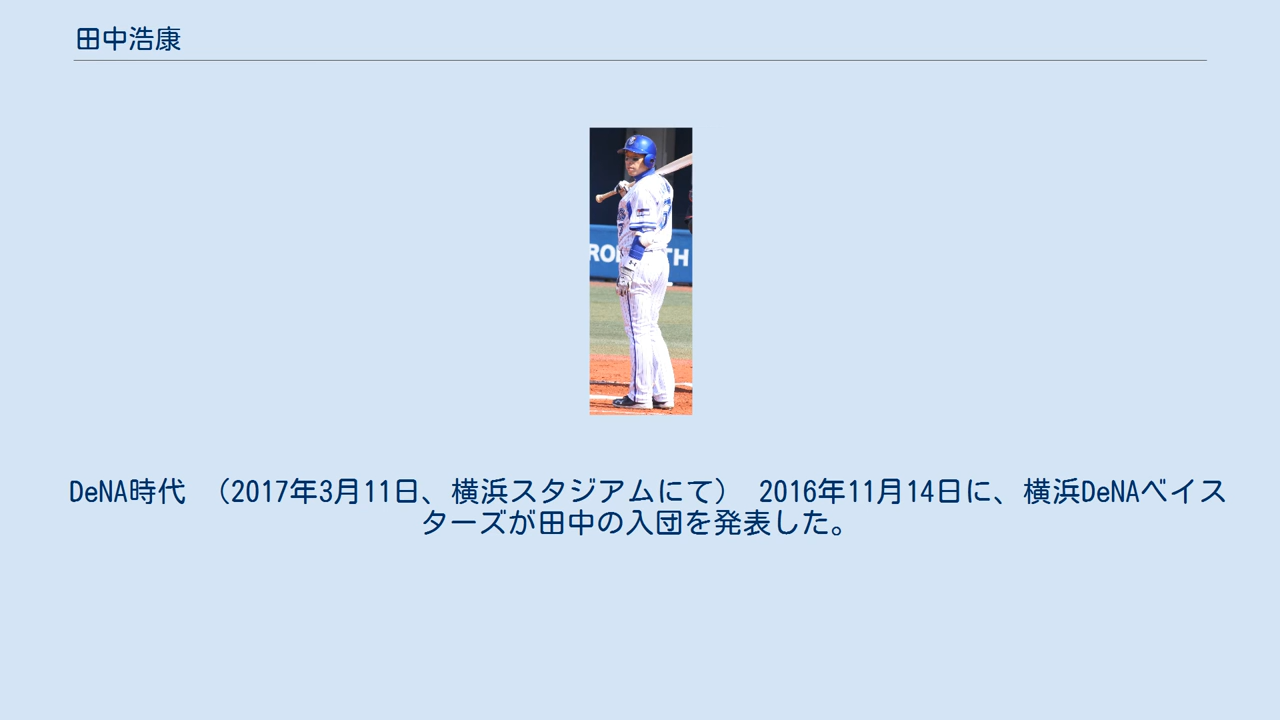 田中浩康
DeNA時代 （2017年3月11日、横浜スタジアムにて） 2016年11月14日に、横浜DeNAベイス
ターズが田中の入団を発表した。